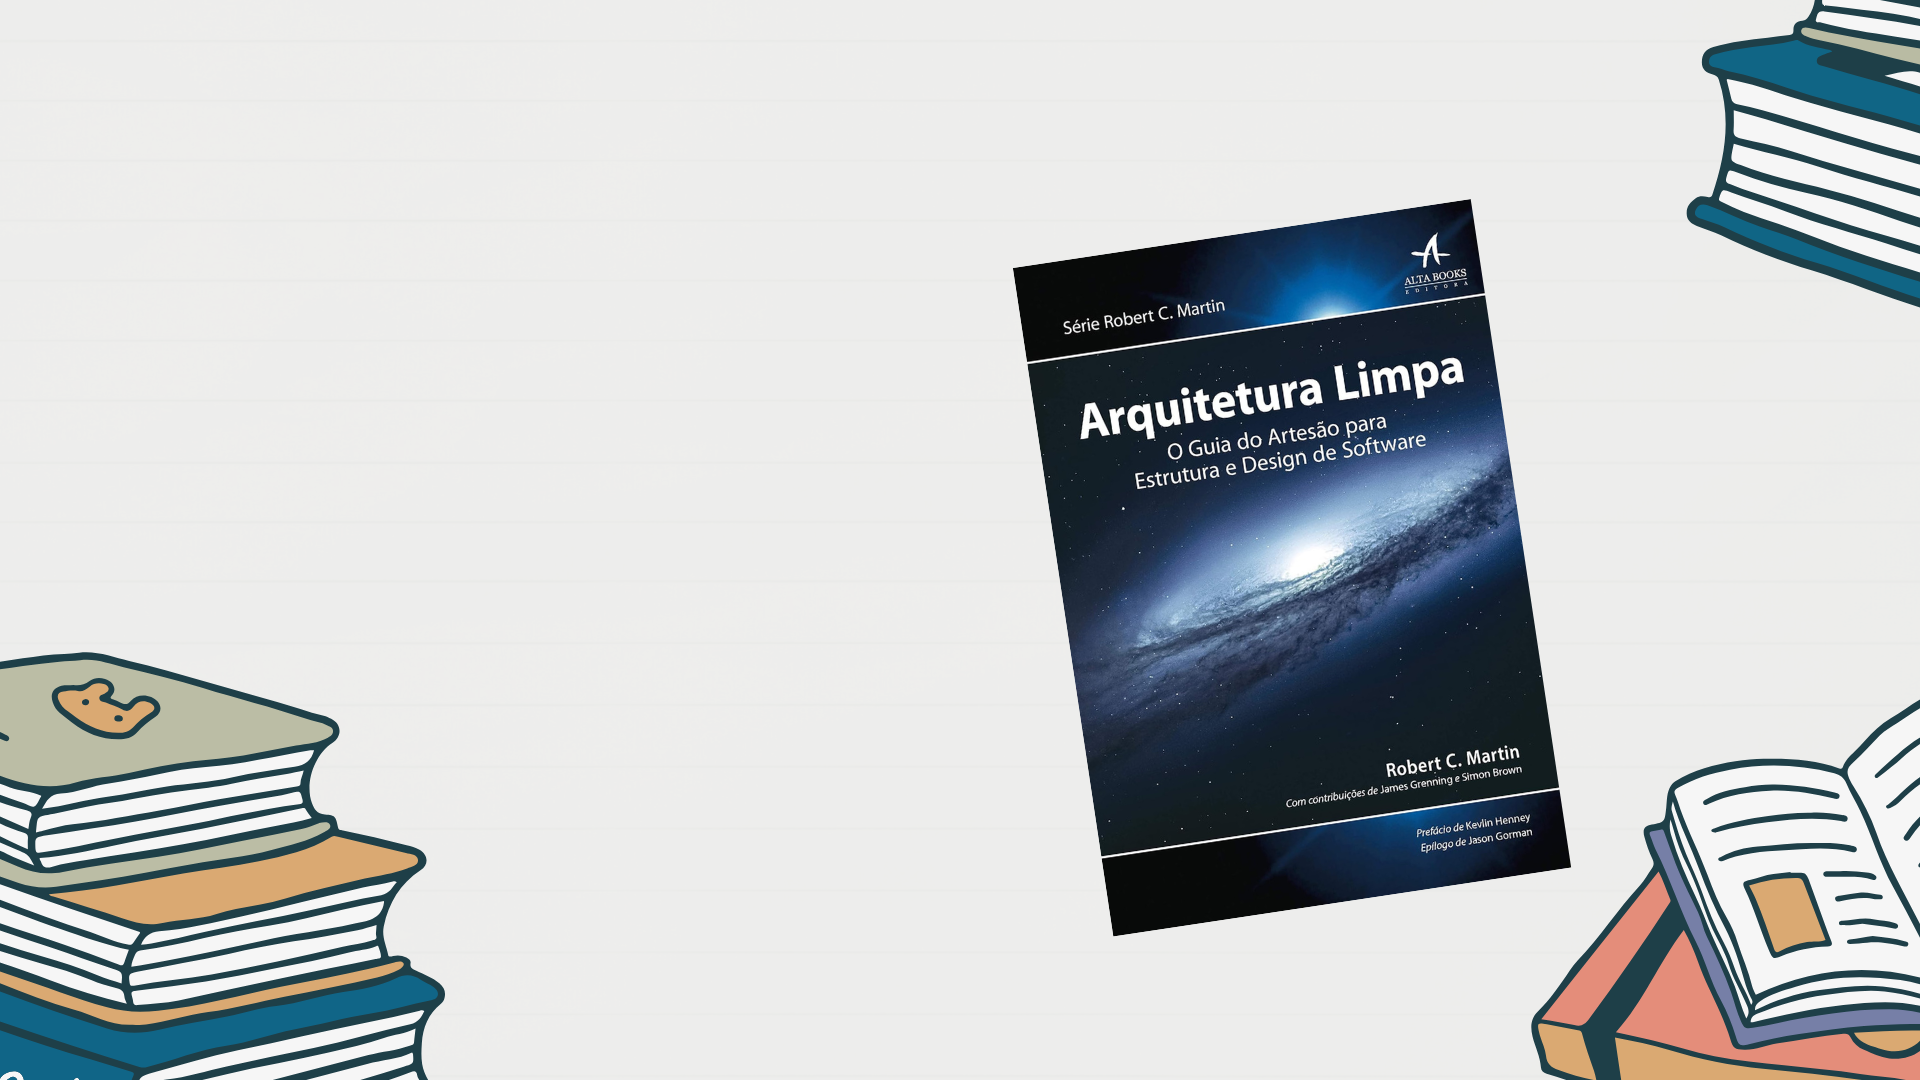 ALTA BOOKS
EDITORA
Série Robert C. Martin
Arquitetura Limpa
O Guia do Artesão para
Estrutura e Design de Software
Robert C. Martin
Com contribuições de James Grenning e Simon Brown
Prefácio de Kevlin Henney
Epílogo de Jason Gorman